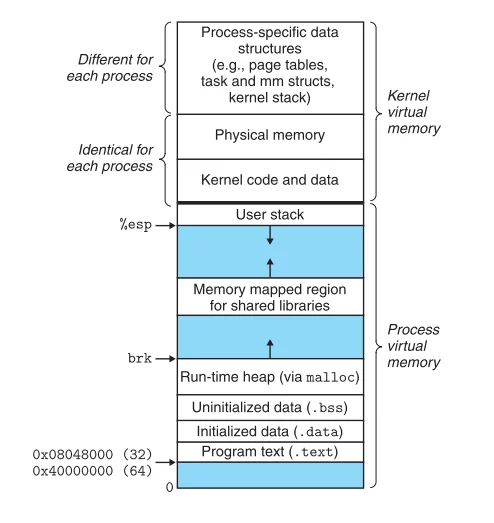 Different for
each process
Process-specific data
structures
(e.g., page tables,
task and mm structs,
kernel stack)
Kernel
virtual
memory
Identical for
each process
Physical memory
Kernel code and data
%esp
User stack
Memory mapped region
for shared libraries
Process
virtual
memory
brk
Run-time heap (via malloc)
Uninitialized data (.bss)
Initialized data (.data)
Program text (.text)
0x08048000 (32)
0x40000000 (64)
0